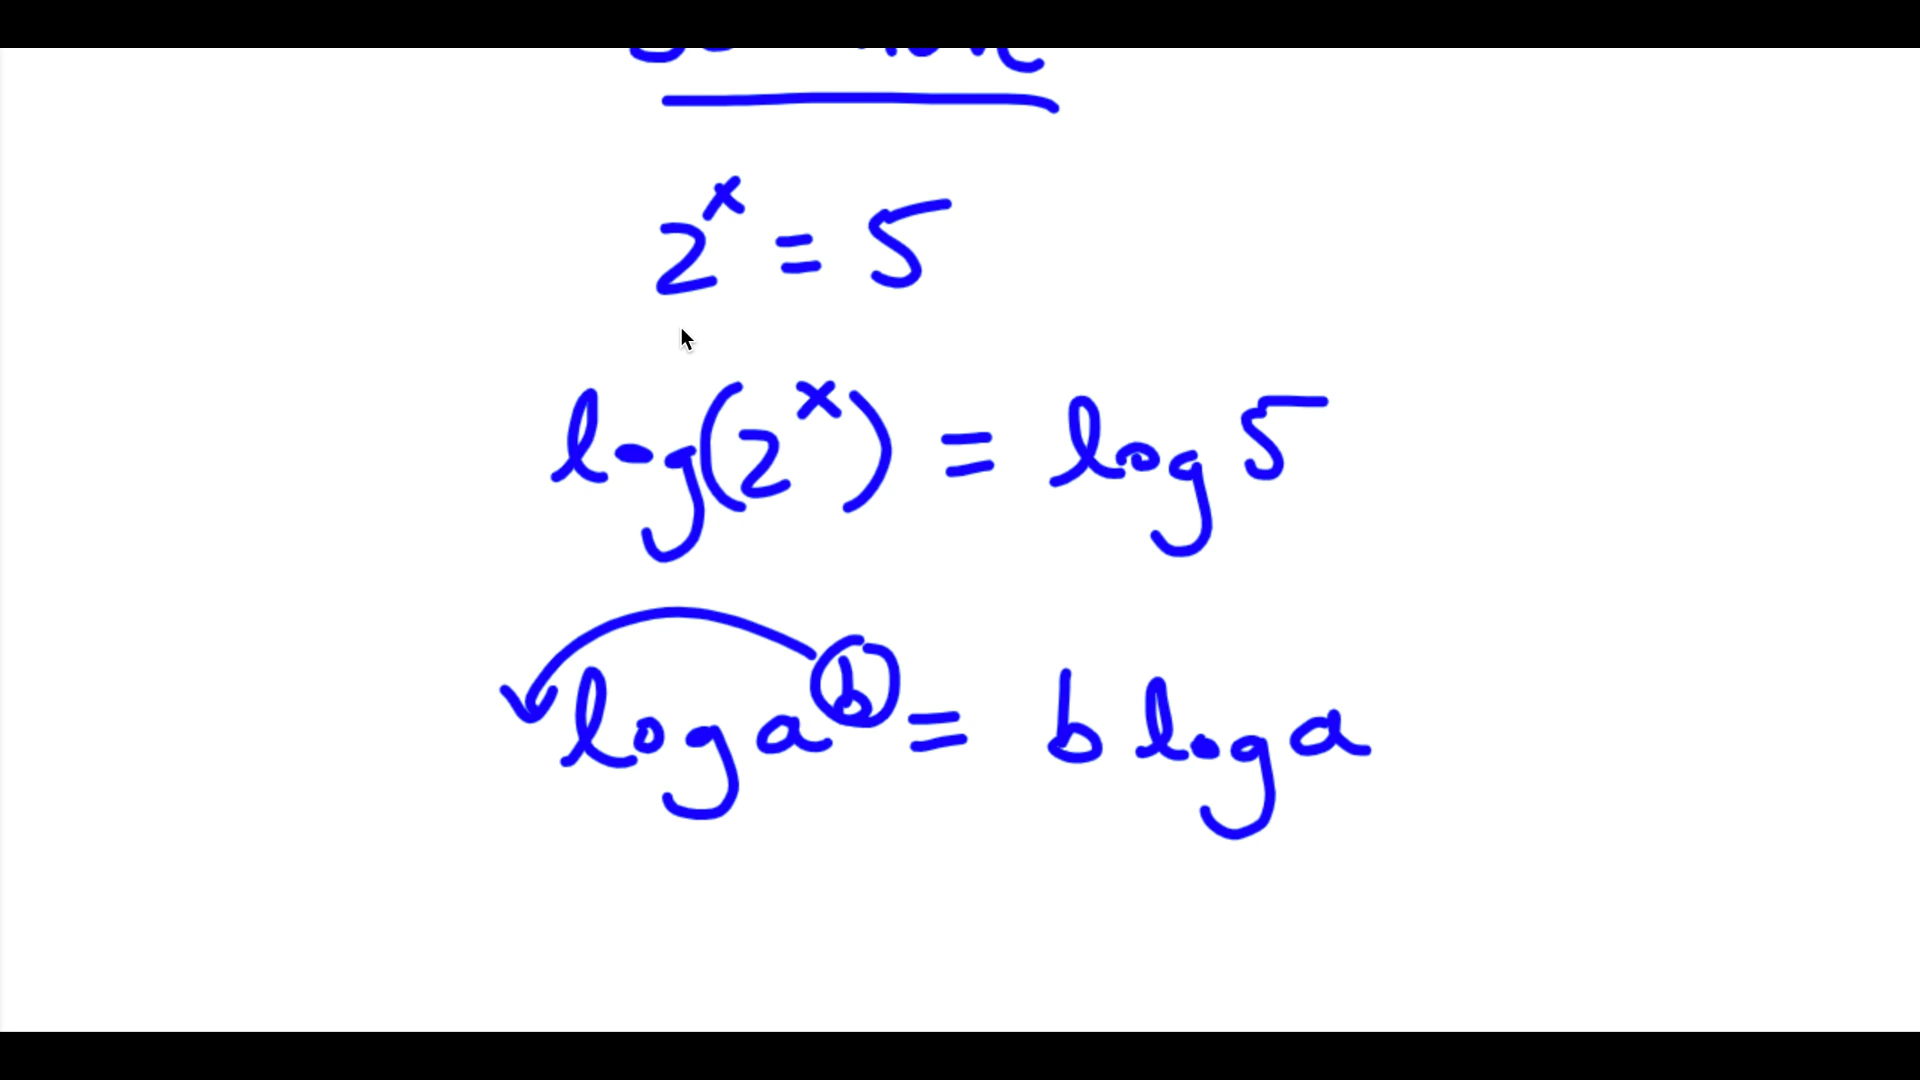 2^x = 5
log(2^x) = log 5
log a^b = b log a